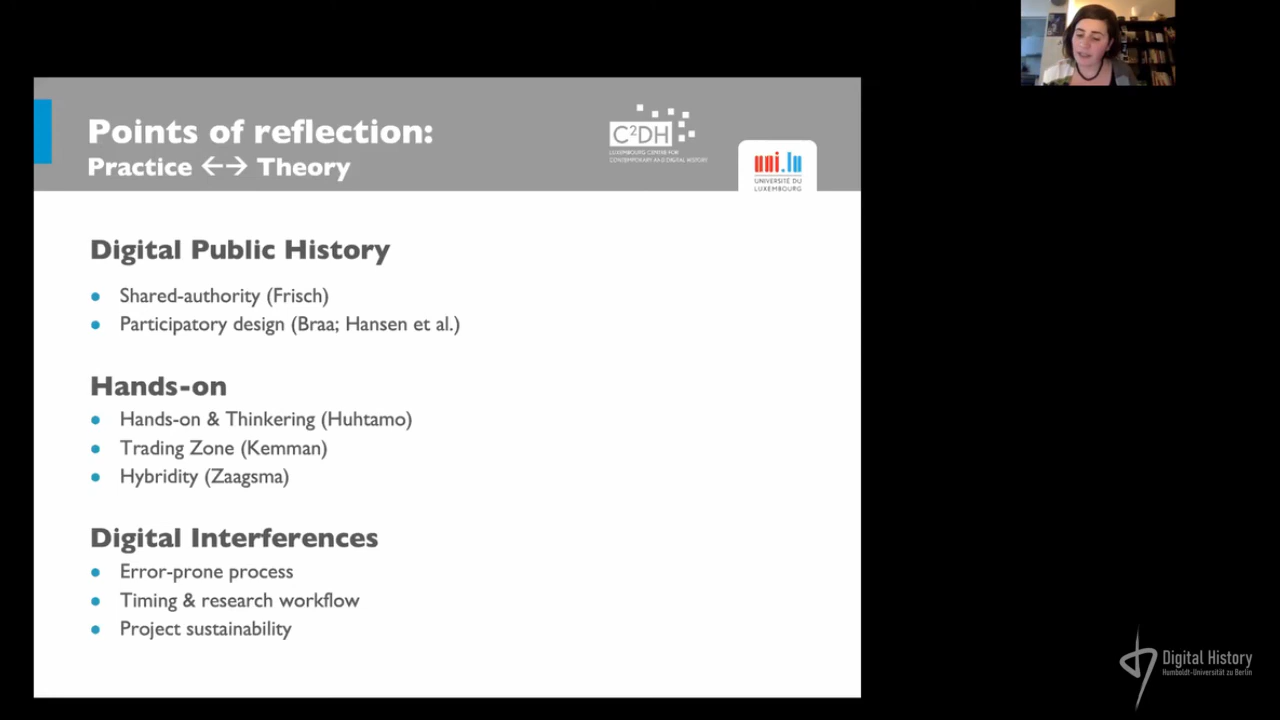 Points of reflection:
Practice ←→ Theory
C²DH
LUXEMBOURG CENTRE FOR
CONTEMPORARY AND DIGITAL HISTORY
uni.lu
UNIVERSITÉ DU
LUXEMBOURG
Digital Public History
• Shared-authority (Frisch)
• Participatory design (Braa; Hansen et al.)
Hands-on
• Hands-on & Thinkering (Huhtamo)
• Trading Zone (Kemman)
• Hybridity (Zaagsma)
Digital Interferences
• Error-prone process
• Timing & research workflow
• Project sustainability
Digital History
Humboldt-Universität zu Berlin